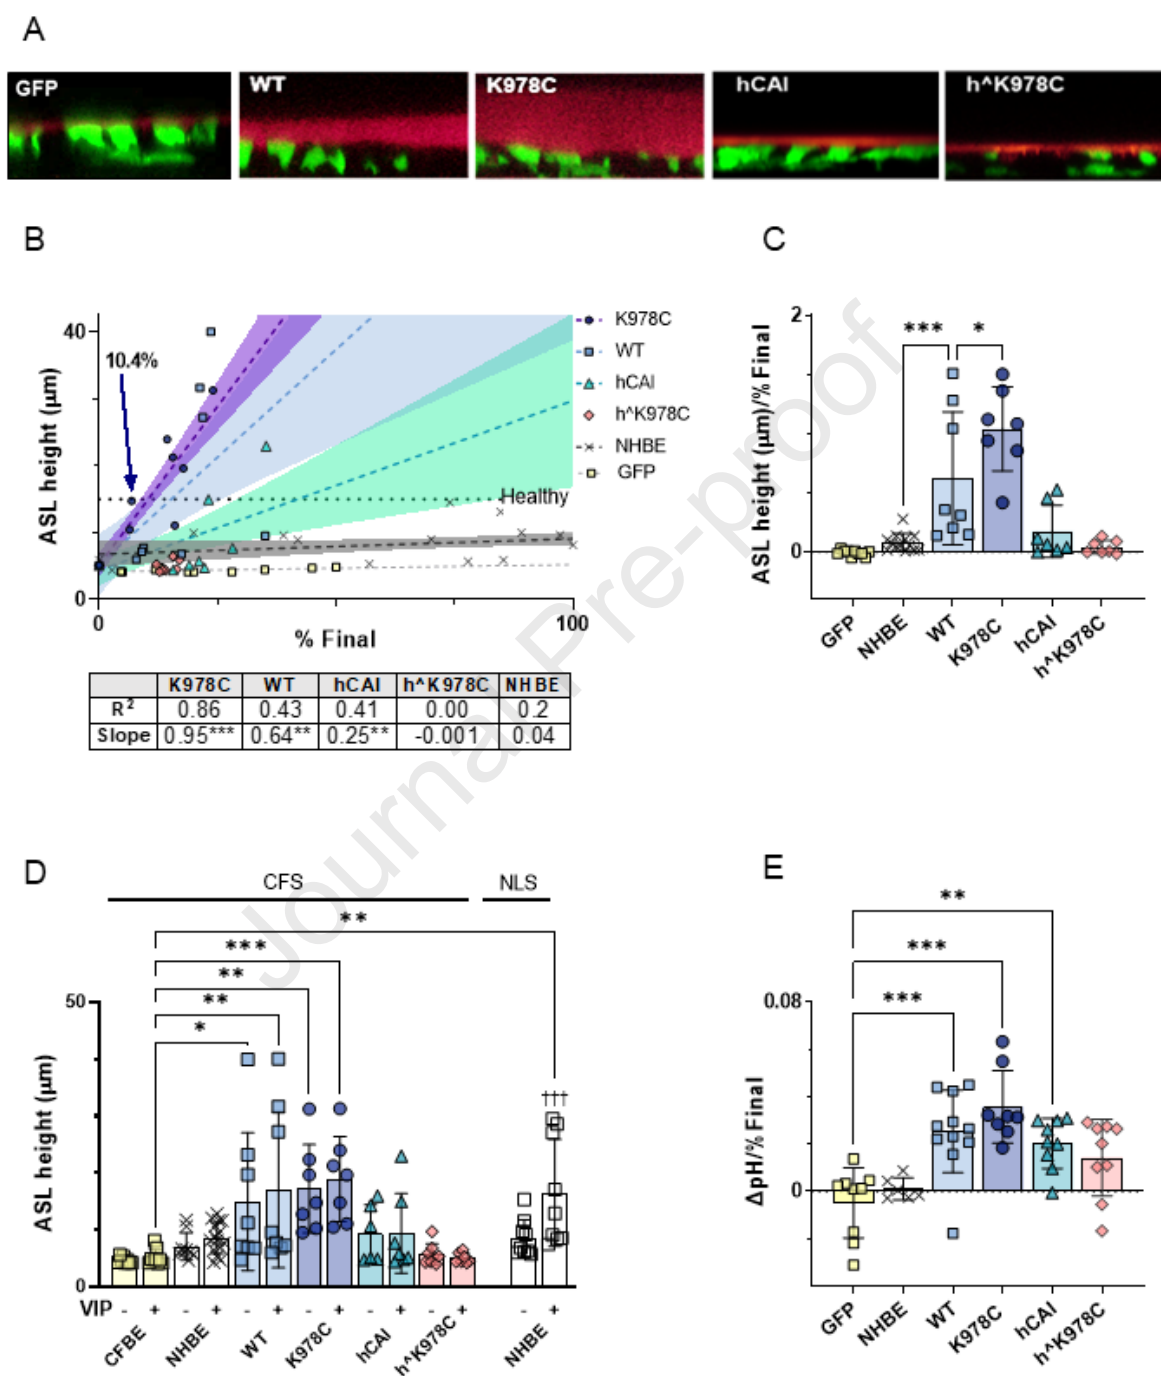 A
GFP
WT
K978C
hCAI
h^K978C
B
40
ASL height (µm)
10.4%
Healthy
0
0
100
% Final
K978C
WT
hCAI
h^K978C
NHBE
GFP
K978C WT hCAI h^K978C NHBE
R² 0.86 0.43 0.41 0.00 0.2
Slope 0.95*** 0.64** 0.25** -0.001 0.04
C
2
ASL height (µm)/% Final
0
*** *
GFP NHBE WT K978C hCAI h^K978C
Journal Pre-proof
D
CFS NLS
**
***
**
**
*
50
ASL height (µm)
0
†††
VIP - + - + - + - + - + - + - +
CFBE NHBE WT K978C hCAI h^K978C NHBE
E
**
***
***
0.08
ΔpH/% Final
0
GFP NHBE WT K978C hCAI h^K978C